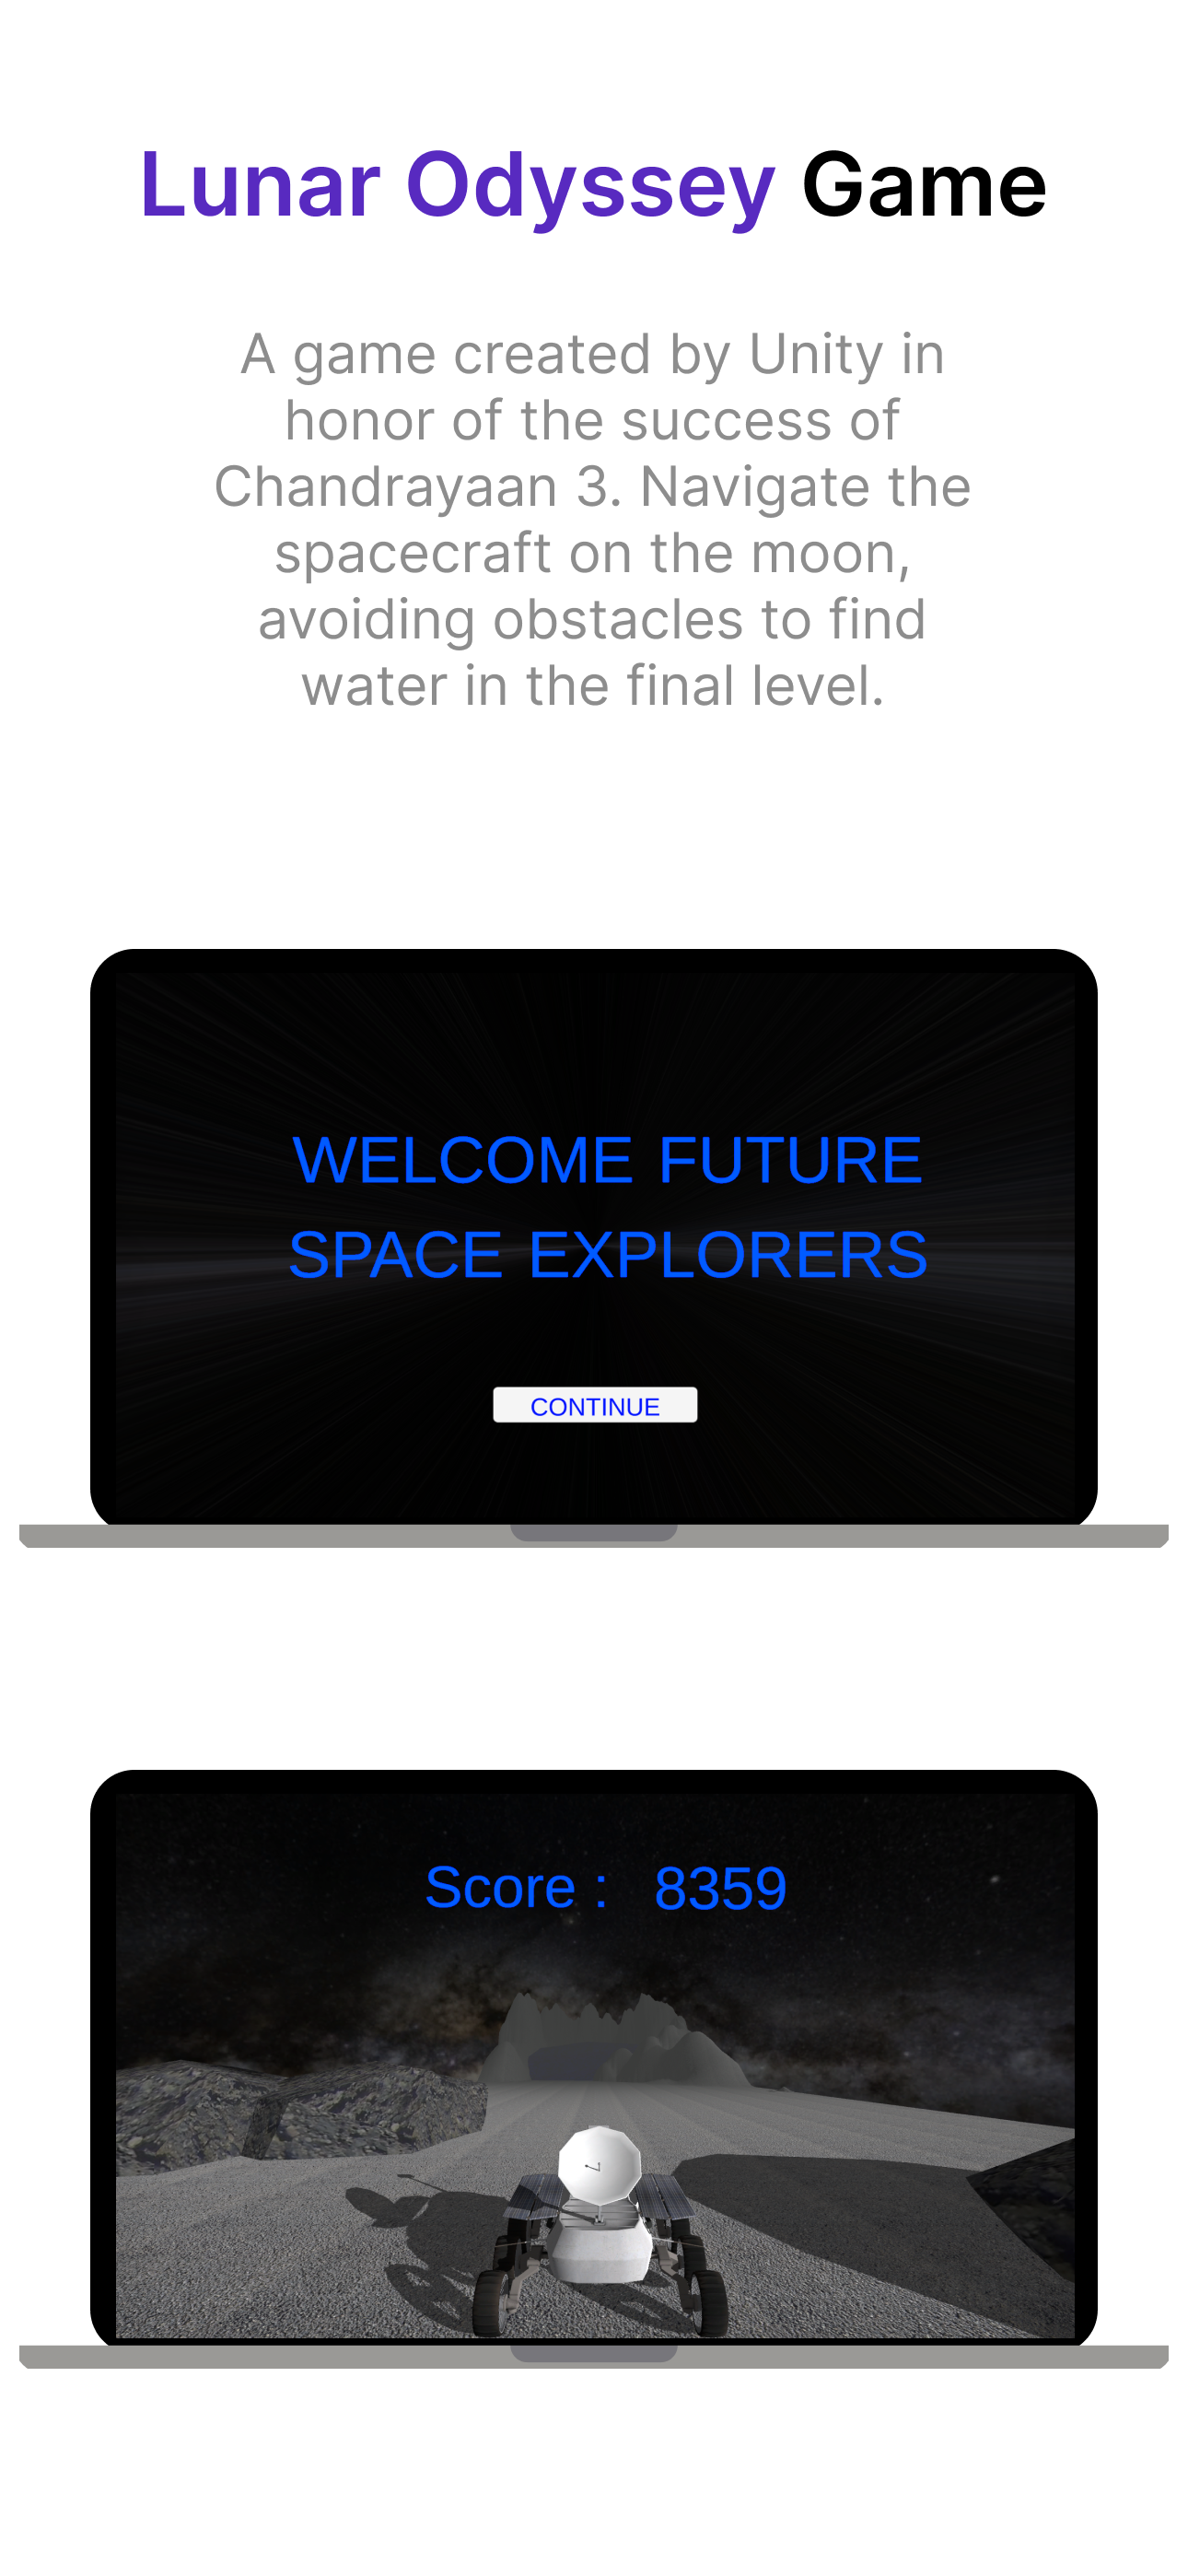 Lunar Odyssey Game
A game created by Unity in
honor of the success of
Chandrayaan 3. Navigate the
spacecraft on the moon,
avoiding obstacles to find
water in the final level.
WELCOME FUTURE
SPACE EXPLORERS
CONTINUE
Score : 8359